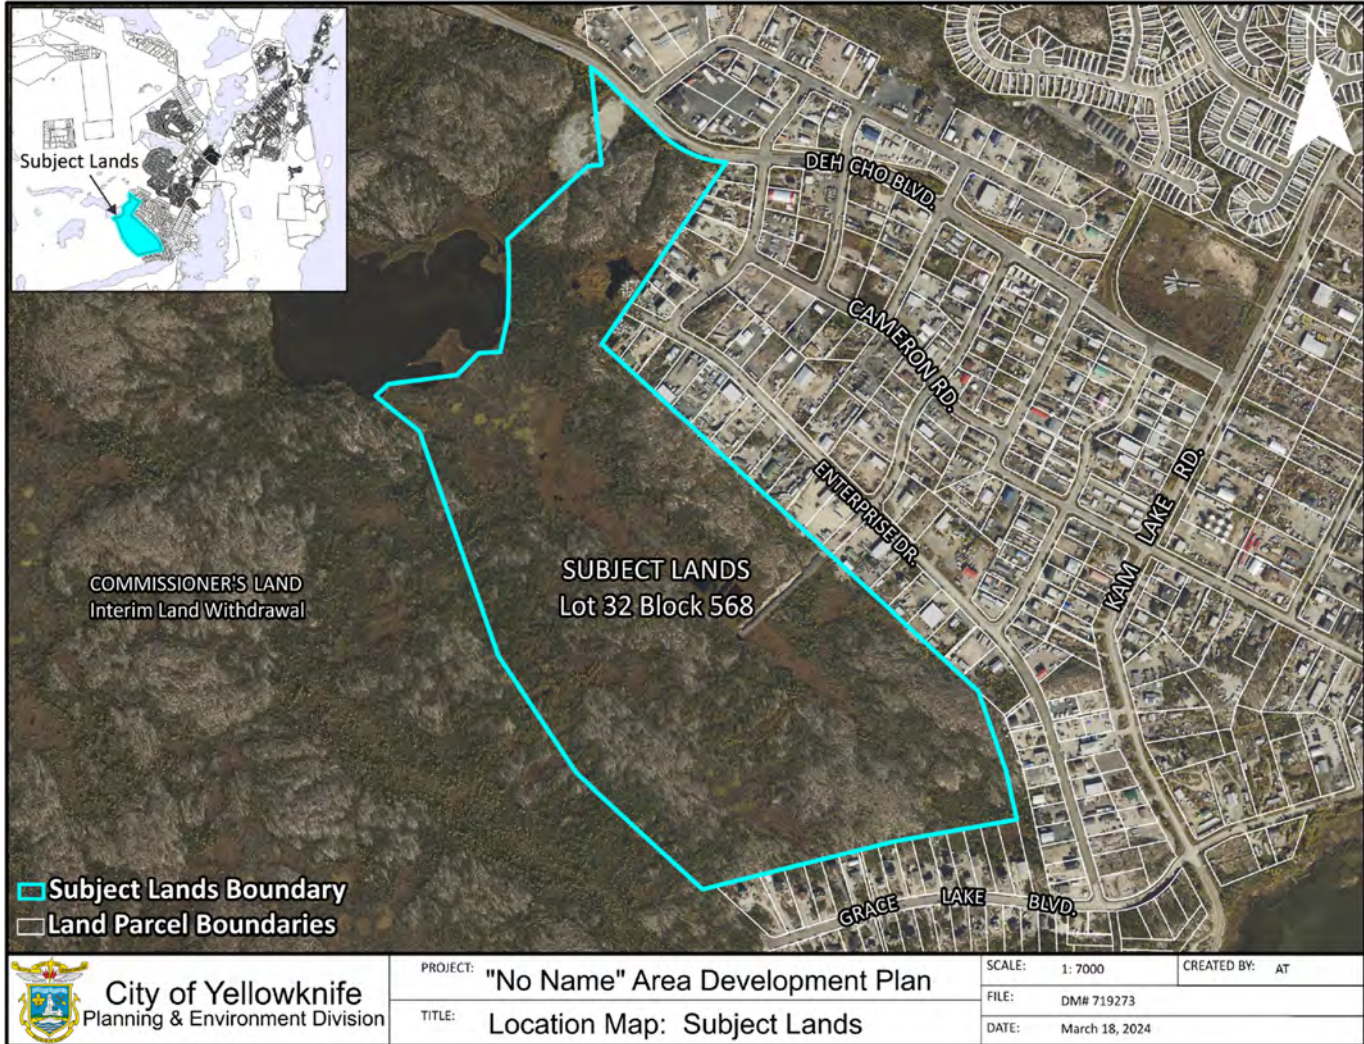 Subject Lands
N
DEH CHO BLVD.
CAMERON RD.
ENTERPRISE DR.
KAM LAKE RD.
SUBJECT LANDS
Lot 32 Block 568
COMMISSIONER'S LAND
Interim Land Withdrawal
GRACE LAKE BLVD.
Subject Lands Boundary
Land Parcel Boundaries
City of Yellowknife
Planning & Environment Division
PROJECT: "No Name" Area Development Plan
TITLE: Location Map: Subject Lands
SCALE: 1: 7000
CREATED BY: AT
FILE: DM# 719273
DATE: March 18, 2024